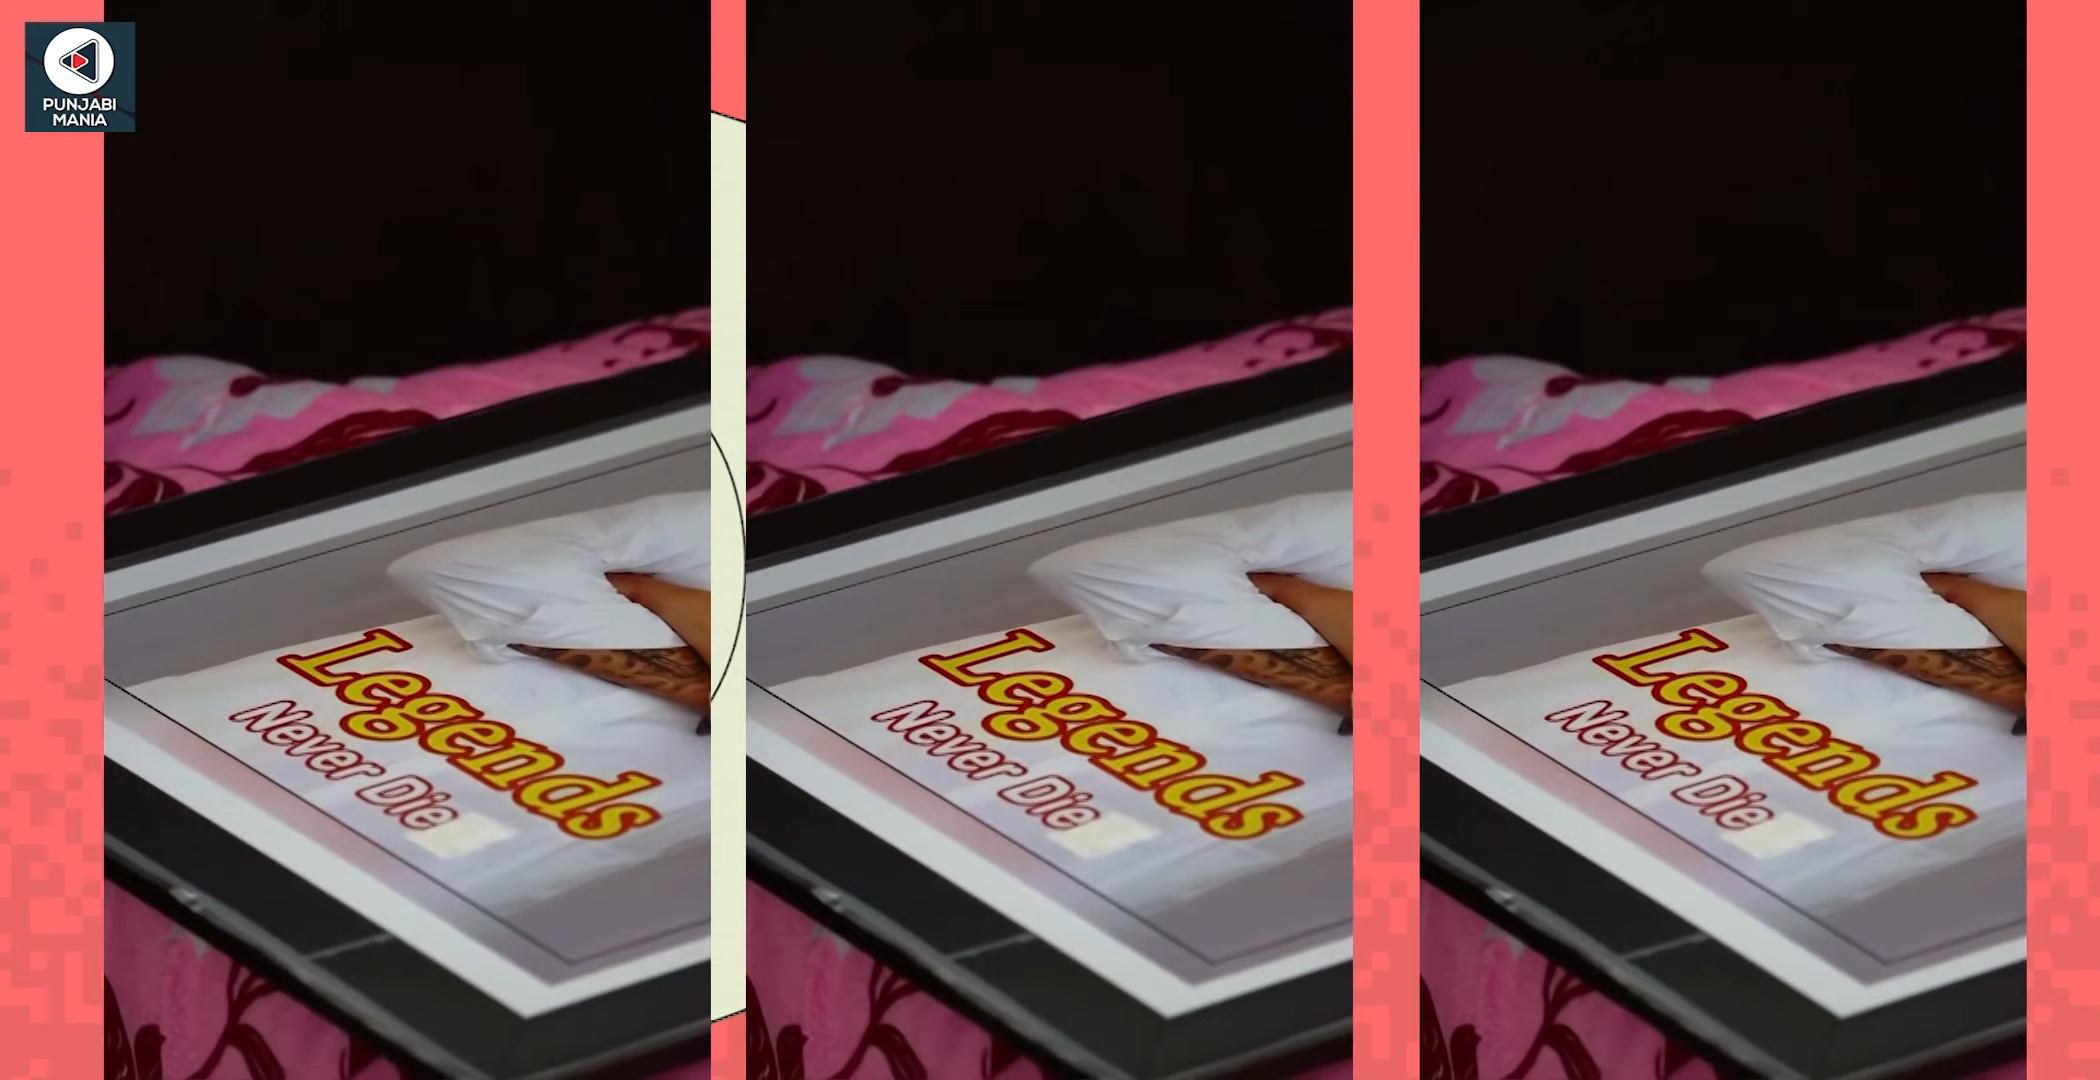 PUNJABI
MANIA
Legends
Never Die
Legends
Never Die
Legends
Never Die